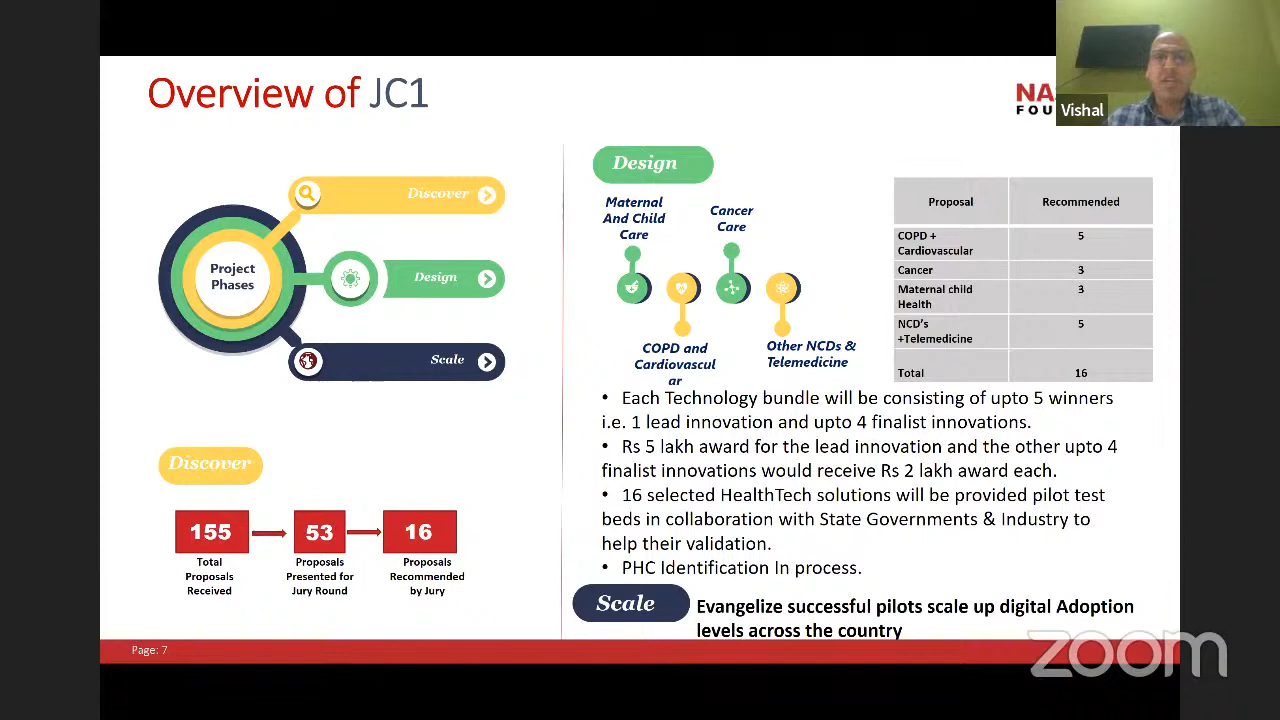 Overview of JC1
Vishal
Project
Phases
Discover
Design
Scale
Discover
155
53
16
Total
Proposals
Received
Proposals
Presented for
Jury Round
Proposals
Recommended
by Jury
Design
Maternal
And Child
Care
Cancer
Care
COPD and
Cardiovascul
ar
Other NCDs &
Telemedicine
Proposal Recommended
COPD +
Cardiovascular 5
Cancer 3
Maternal child
Health 3
NCD's
+Telemedicine 5
Total 16
• Each Technology bundle will be consisting of upto 5 winners
i.e. 1 lead innovation and upto 4 finalist innovations.
• Rs 5 lakh award for the lead innovation and the other upto 4
finalist innovations would receive Rs 2 lakh award each.
• 16 selected HealthTech solutions will be provided pilot test
beds in collaboration with State Governments & Industry to
help their validation.
• PHC Identification In process.
Scale
Evangelize successful pilots scale up digital Adoption
levels across the country
Page: 7
zoom